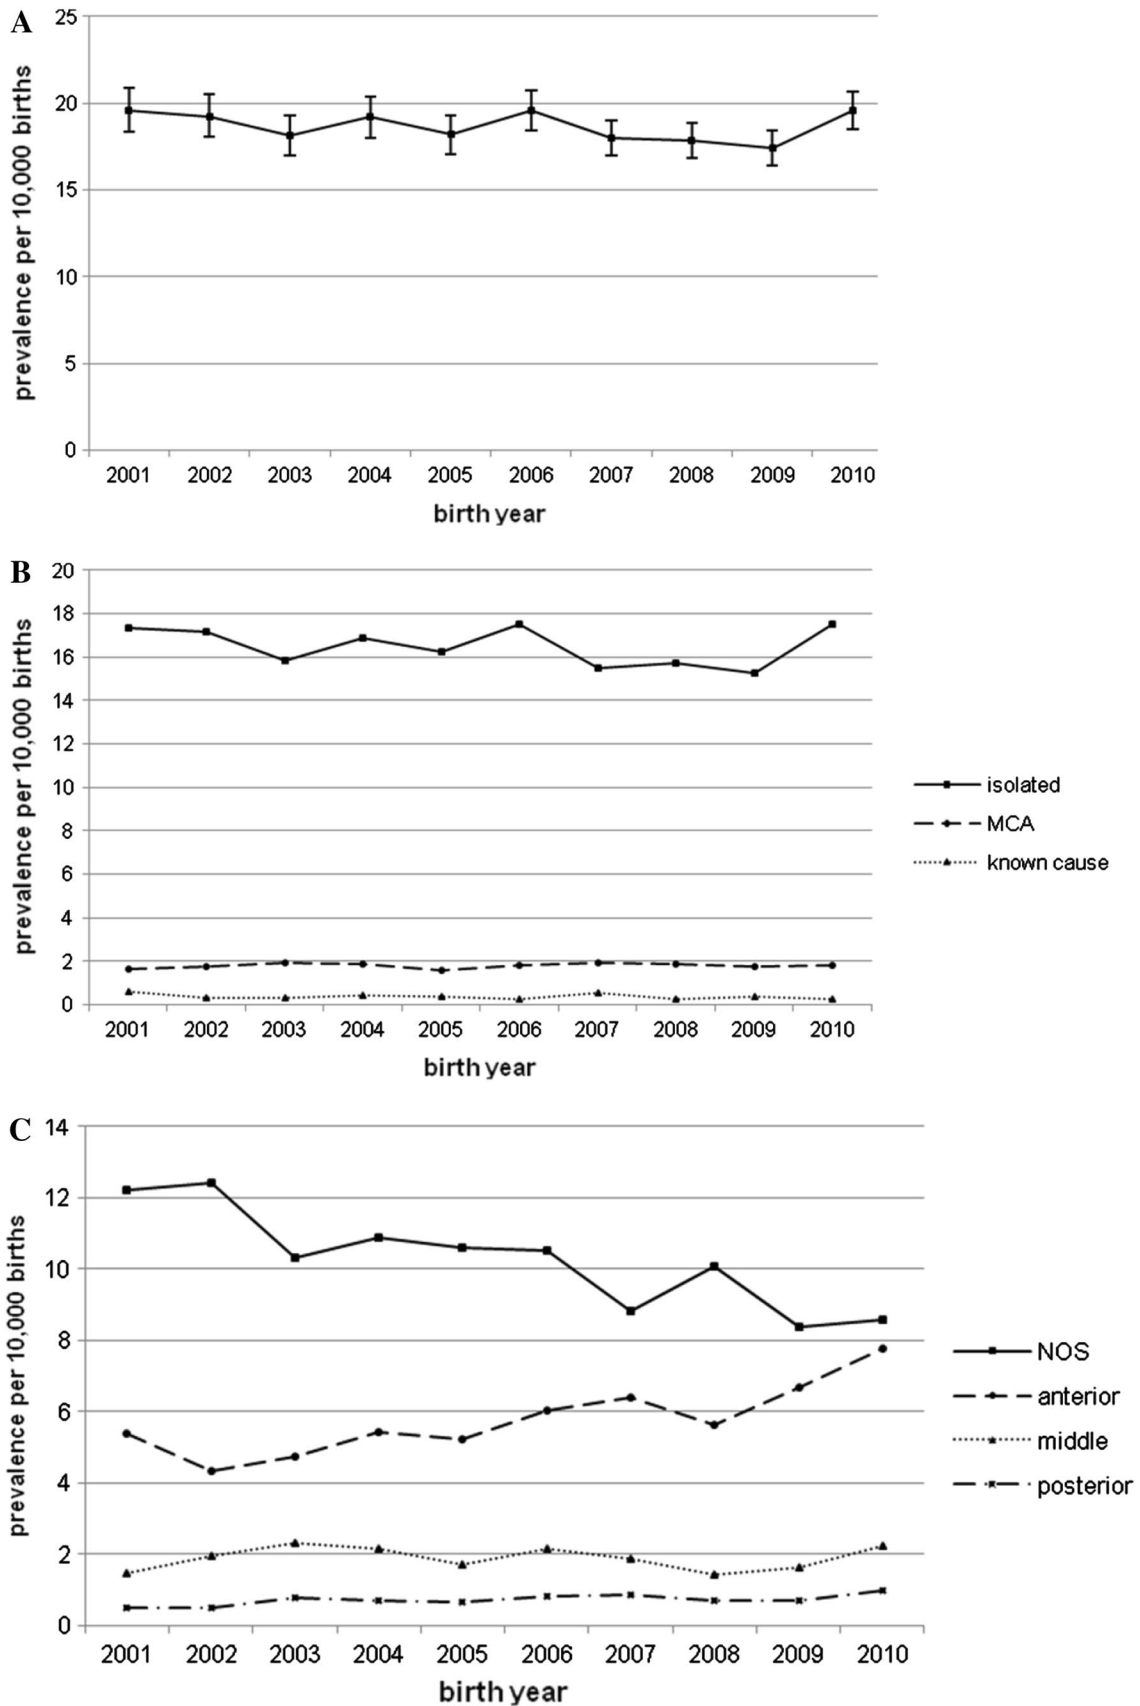 A
25
20
15
10
5
0
prevalence per 10,000 births
2001 2002 2003 2004 2005 2006 2007 2008 2009 2010
birth year
B
20
18
16
14
12
10
8
6
4
2
0
prevalence per 10,000 births
2001 2002 2003 2004 2005 2006 2007 2008 2009 2010
birth year
isolated
MCA
known cause
C
14
12
10
8
6
4
2
0
prevalence per 10,000 births
2001 2002 2003 2004 2005 2006 2007 2008 2009 2010
birth year
NOS
anterior
middle
posterior